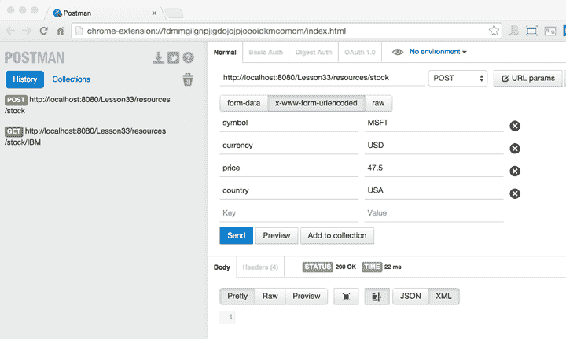 Postman
chrome-extension://fdmmgilgnpjigdojojpjoooidkmcomcm/index.html
POSTMAN
History Collections
POST http://localhost:8080/Lesson33/resources
/stock
GET http://localhost:8080/Lesson33/resources
/stock/IBM
Normal Basic Auth Digest Auth OAuth 1.0 No environment
http://localhost:8080/Lesson33/resources/stock POST URL params
form-data x-www-form-urlencoded raw
symbol MSFT
currency USD
price 47.5
country USA
Key Value
Send Preview Add to collection
Body Headers (4) STATUS 200 OK TIME 22 ms
Pretty Raw Preview JSON XML
1